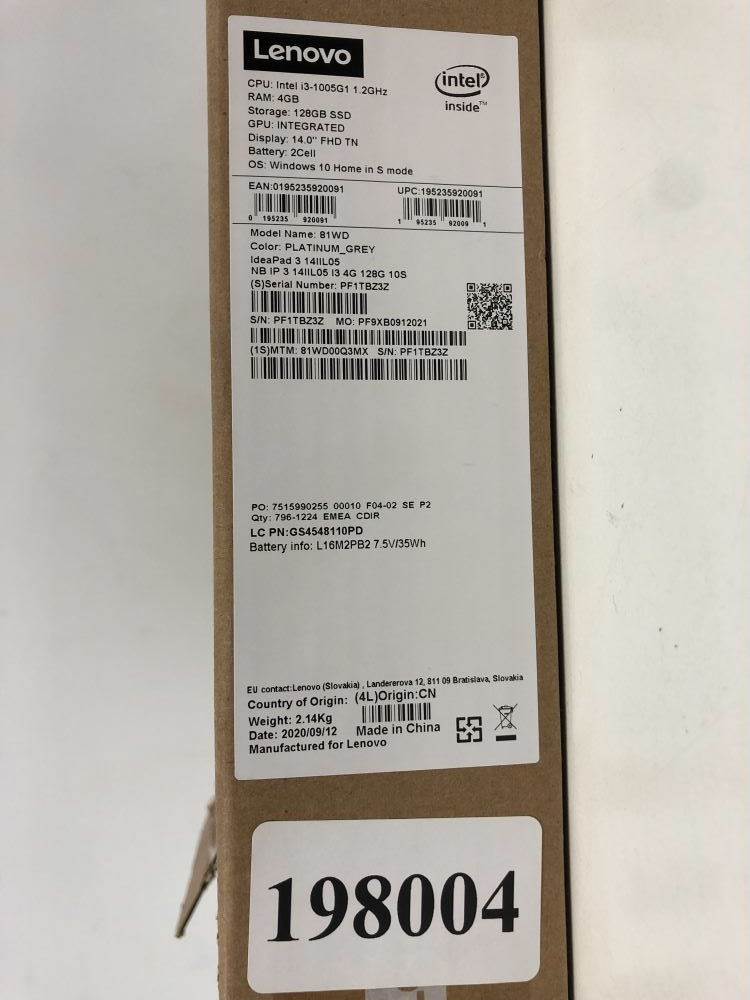 Lenovo
intel
inside™
CPU: Intel i3-1005G1 1.2GHz
RAM: 4GB
Storage: 128GB SSD
GPU: INTEGRATED
Display: 14.0" FHD TN
Battery: 2Cell
OS: Windows 10 Home in S mode
EAN:0195235920091 UPC:195235920091
0 195235 920091 1 95235 92009 1
Model Name: 81WD
Color: PLATINUM_GREY
IdeaPad 3 14IIL05
NB IP 3 14IIL05 I3 4G 128G 10S
(S)Serial Number: PF1TBZ3Z
S/N: PF1TBZ3Z MO: PF9XB0912021
(1S)MTM: 81WD00Q3MX S/N: PF1TBZ3Z
PO: 7515990255 00010 F04-02 SE P2
Qty: 796-1224 EMEA CDIR
LC PN:GS4548110PD
Battery info: L16M2PB2 7.5V/35Wh
EU contact:Lenovo (Slovakia) , Landererova 12, 811 09 Bratislava, Slovakia
Country of Origin: (4L)Origin:CN
Weight: 2.14Kg
Date: 2020/09/12 Made in China
Manufactured for Lenovo
198004